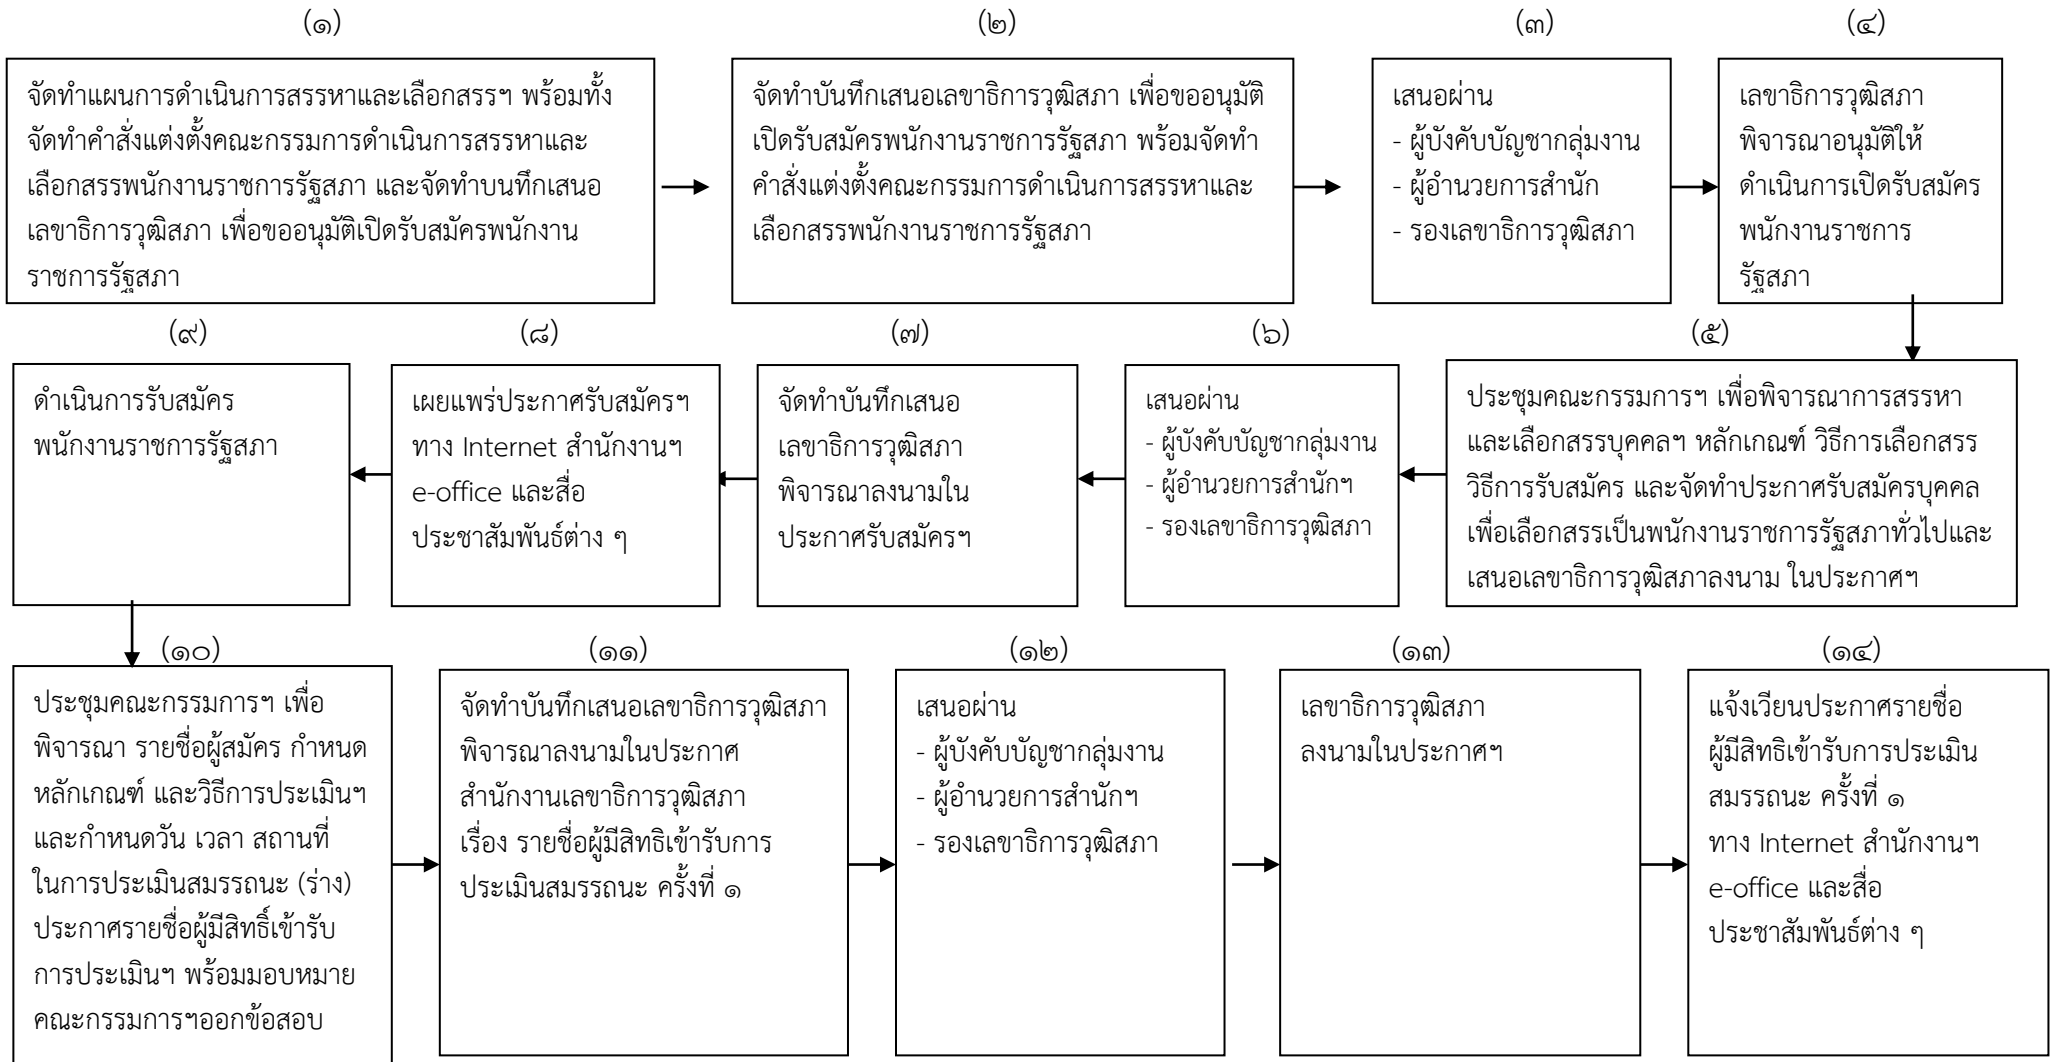 (๑)
จัดทำแผนการดำเนินการสรรหาและเลือกสรรฯ พร้อมทั้ง
จัดทำคำสั่งแต่งตั้งคณะกรรมการดำเนินการสรรหาและ
เลือกสรรพนักงานราชการรัฐสภา และจัดทำบนทึกเสนอ
เลขาธิการวุฒิสภา เพื่อขออนุมัติเปิดรับสมัครพนักงาน
ราชการรัฐสภา
(๒)
จัดทำบันทึกเสนอเลขาธิการวุฒิสภา เพื่อขออนุมัติ
เปิดรับสมัครพนักงานราชการรัฐสภา พร้อมจัดทำ
คำสั่งแต่งตั้งคณะกรรมการดำเนินการสรรหาและ
เลือกสรรพนักงานราชการรัฐสภา
(๓)
เสนอผ่าน
- ผู้บังคับบัญชากลุ่มงาน
- ผู้อำนวยการสำนัก
- รองเลขาธิการวุฒิสภา
(๔)
เลขาธิการวุฒิสภา
พิจารณาอนุมัติให้
ดำเนินการเปิดรับสมัคร
พนักงานราชการ
รัฐสภา
(๕)
ประชุมคณะกรรมการฯ เพื่อพิจารณาการสรรหา
และเลือกสรรบุคคลฯ หลักเกณฑ์ วิธีการเลือกสรร
วิธีการรับสมัคร และจัดทำประกาศรับสมัครบุคคล
เพื่อเลือกสรรเป็นพนักงานราชการรัฐสภาทั่วไปและ
เสนอเลขาธิการวุฒิสภาลงนาม ในประกาศฯ
(๖)
เสนอผ่าน
- ผู้บังคับบัญชากลุ่มงาน
- ผู้อำนวยการสำนักฯ
- รองเลขาธิการวุฒิสภา
(๗)
จัดทำบันทึกเสนอ
เลขาธิการวุฒิสภา
พิจารณาลงนามใน
ประกาศรับสมัครฯ
(๘)
เผยแพร่ประกาศรับสมัครฯ
ทาง Internet สำนักงานฯ
e-office และสื่อ
ประชาสัมพันธ์ต่าง ๆ
(๙)
ดำเนินการรับสมัคร
พนักงานราชการรัฐสภา
(๑๐)
ประชุมคณะกรรมการฯ เพื่อ
พิจารณา รายชื่อผู้สมัคร กำหนด
หลักเกณฑ์ และวิธีการประเมินฯ
และกำหนดวัน เวลา สถานที่
ในการประเมินสมรรถนะ (ร่าง)
ประกาศรายชื่อผู้มีสิทธิ์เข้ารับ
การประเมินฯ พร้อมมอบหมาย
คณะกรรมการฯออกข้อสอบ
(๑๑)
จัดทำบันทึกเสนอเลขาธิการวุฒิสภา
พิจารณาลงนามในประกาศ
สำนักงานเลขาธิการวุฒิสภา
เรื่อง รายชื่อผู้มีสิทธิเข้ารับการ
ประเมินสมรรถนะ ครั้งที่ ๑
(๑๒)
เสนอผ่าน
- ผู้บังคับบัญชากลุ่มงาน
- ผู้อำนวยการสำนักฯ
- รองเลขาธิการวุฒิสภา
(๑๓)
เลขาธิการวุฒิสภา
ลงนามในประกาศฯ
(๑๔)
แจ้งเวียนประกาศรายชื่อ
ผู้มีสิทธิเข้ารับการประเมิน
สมรรถนะ ครั้งที่ ๑
ทาง Internet สำนักงานฯ
e-office และสื่อ
ประชาสัมพันธ์ต่าง ๆ